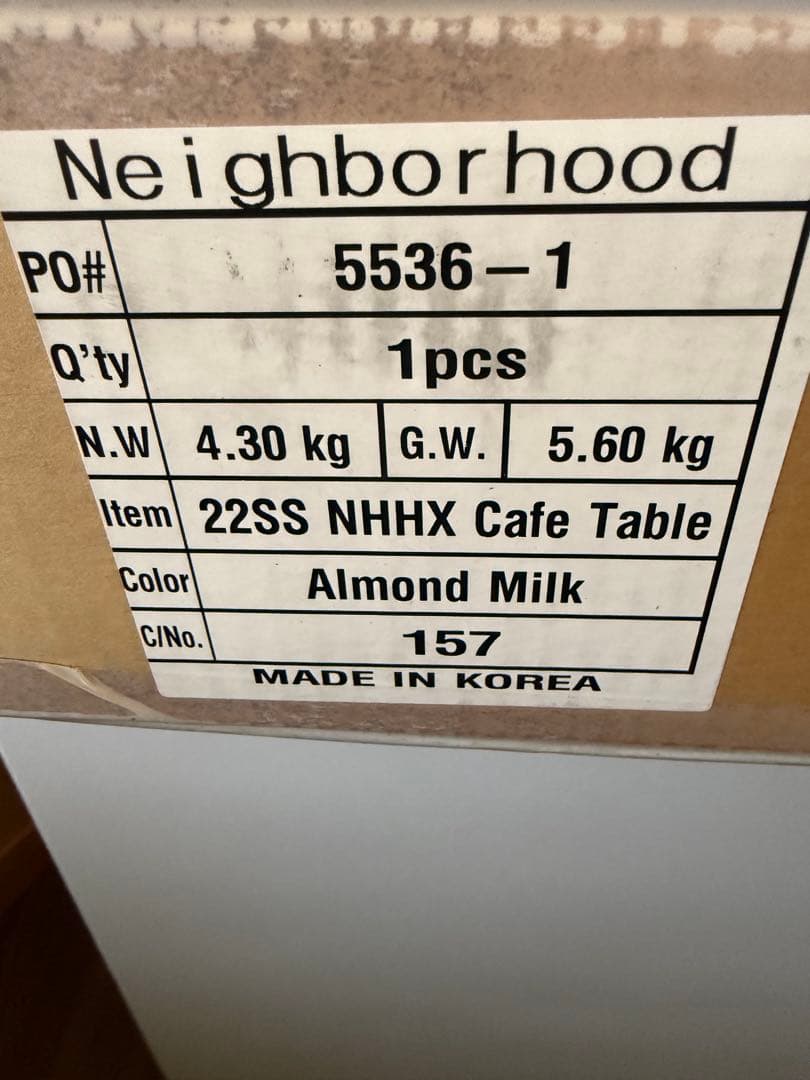 Neighborhood
PO# 5536-1
Q'ty 1pcs
N.W 4.30 kg G.W. 5.60 kg
Item 22SS NHHX Cafe Table
Color Almond Milk
C/No. 157
MADE IN KOREA